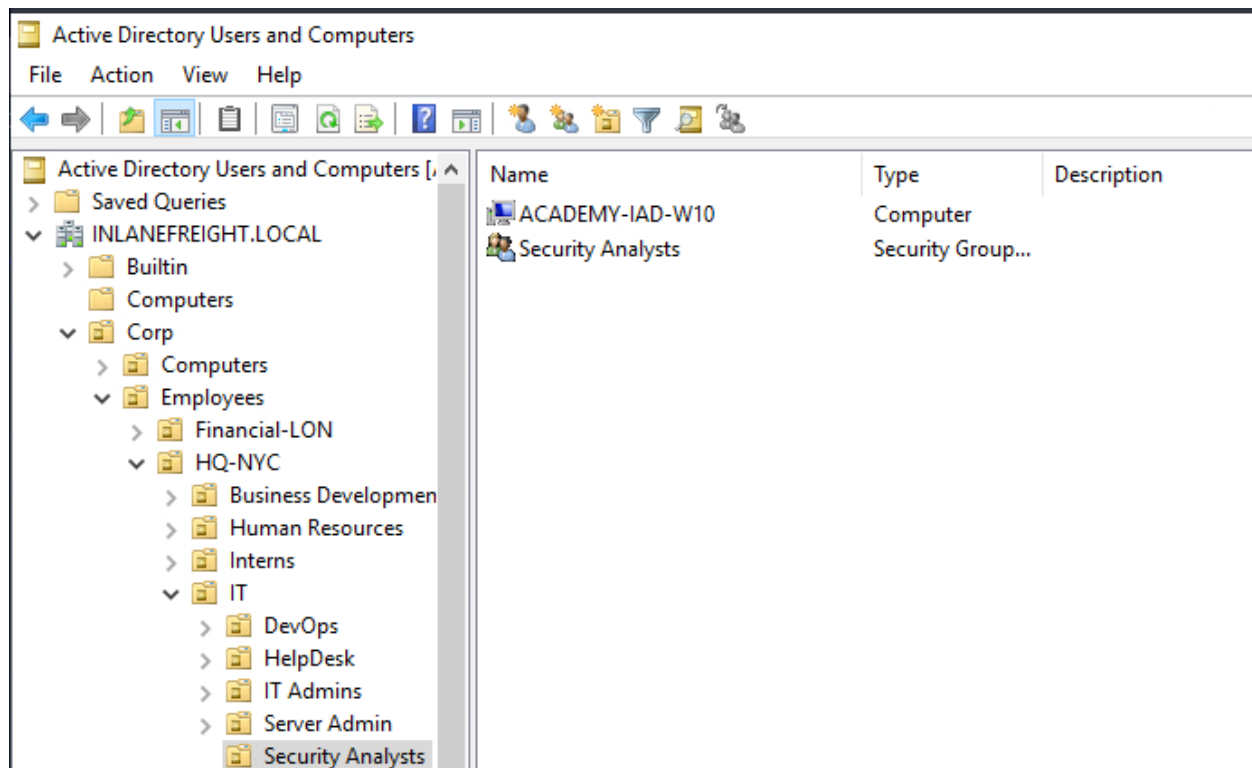 Active Directory Users and Computers
File Action View Help
Active Directory Users and Computers [
Saved Queries
INLANEFREIGHT.LOCAL
Builtin
Computers
Corp
Computers
Employees
Financial-LON
HQ-NYC
Business Developmen
Human Resources
Interns
IT
DevOps
HelpDesk
IT Admins
Server Admin
Security Analysts
Name Type Description
ACADEMY-IAD-W10 Computer
Security Analysts Security Group...